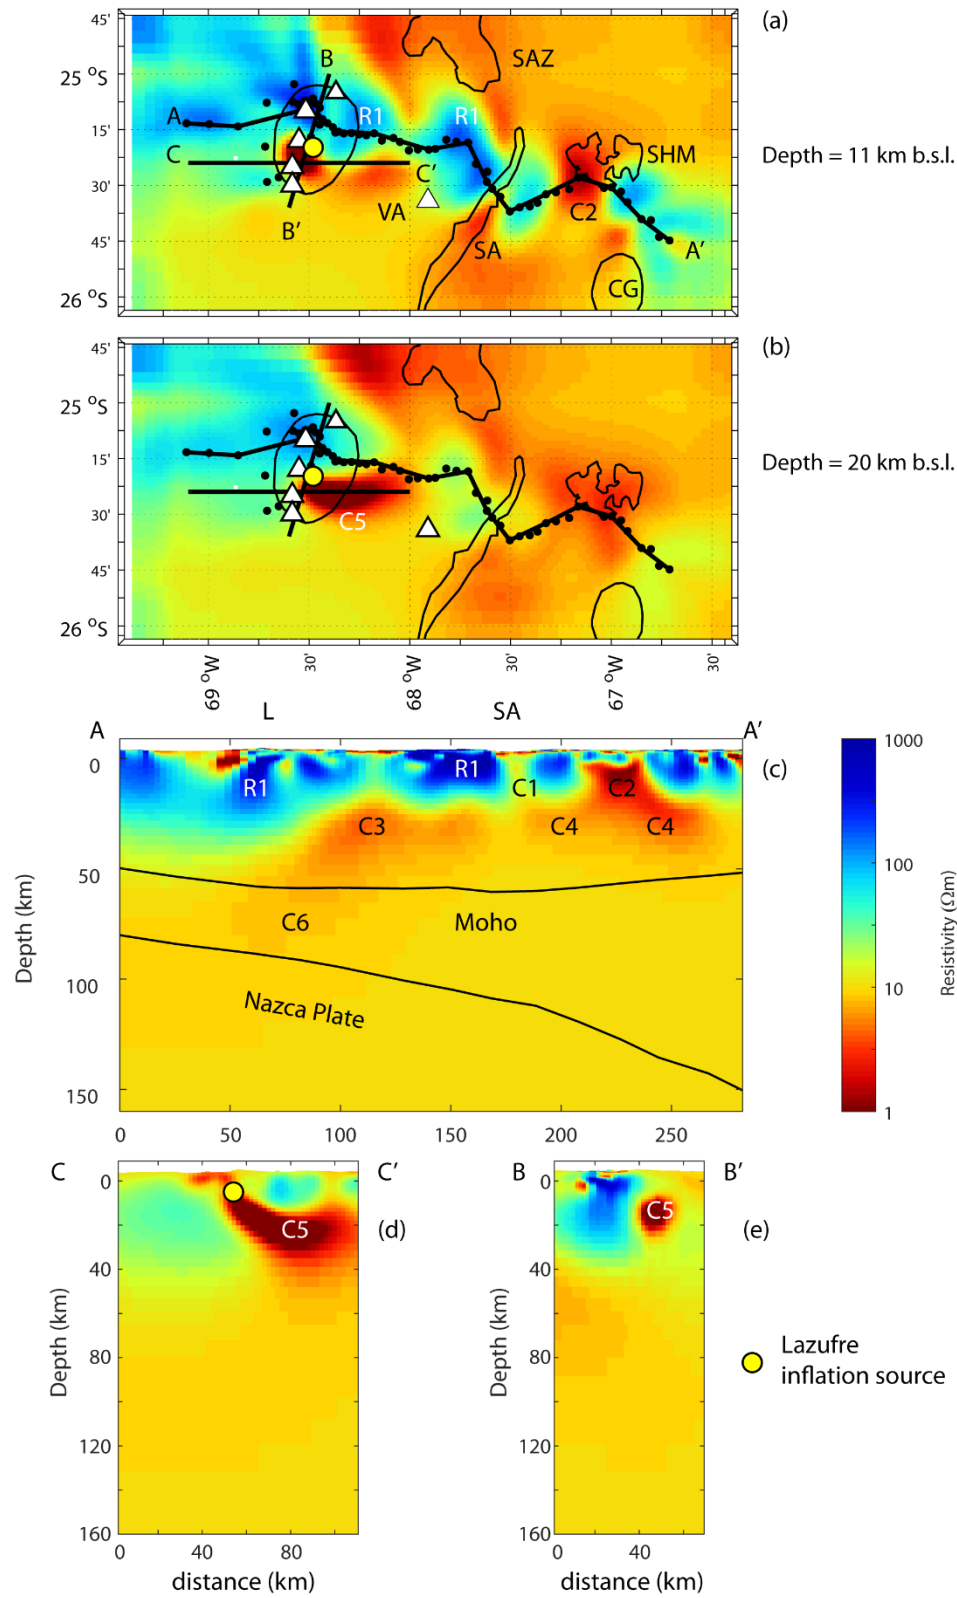 (a)
45'
25 °S
15'
30'
45'
26 °S
A
B
C
R1
R1
SAZ
C'
VA
B'
SA
C2
SHM
A'
CG
Depth = 11 km b.s.l.
(b)
45'
25 °S
15'
30'
45'
26 °S
C5
Depth = 20 km b.s.l.
69 °W
30'
68 °W
30'
67 °W
30'
A
L
SA
A'
(c)
0
50
100
150
Depth (km)
R1
R1
C1
C2
C3
C4
C4
C6
Moho
Nazca Plate
0
50
100
150
200
250
1000
100
10
1
Resistivity (Ωm)
C
C'
(d)
0
40
80
120
160
Depth (km)
C5
0
40
80
distance (km)
B
B'
(e)
0
40
80
120
160
Depth (km)
C5
0
40
distance (km)
Lazufre
inflation source